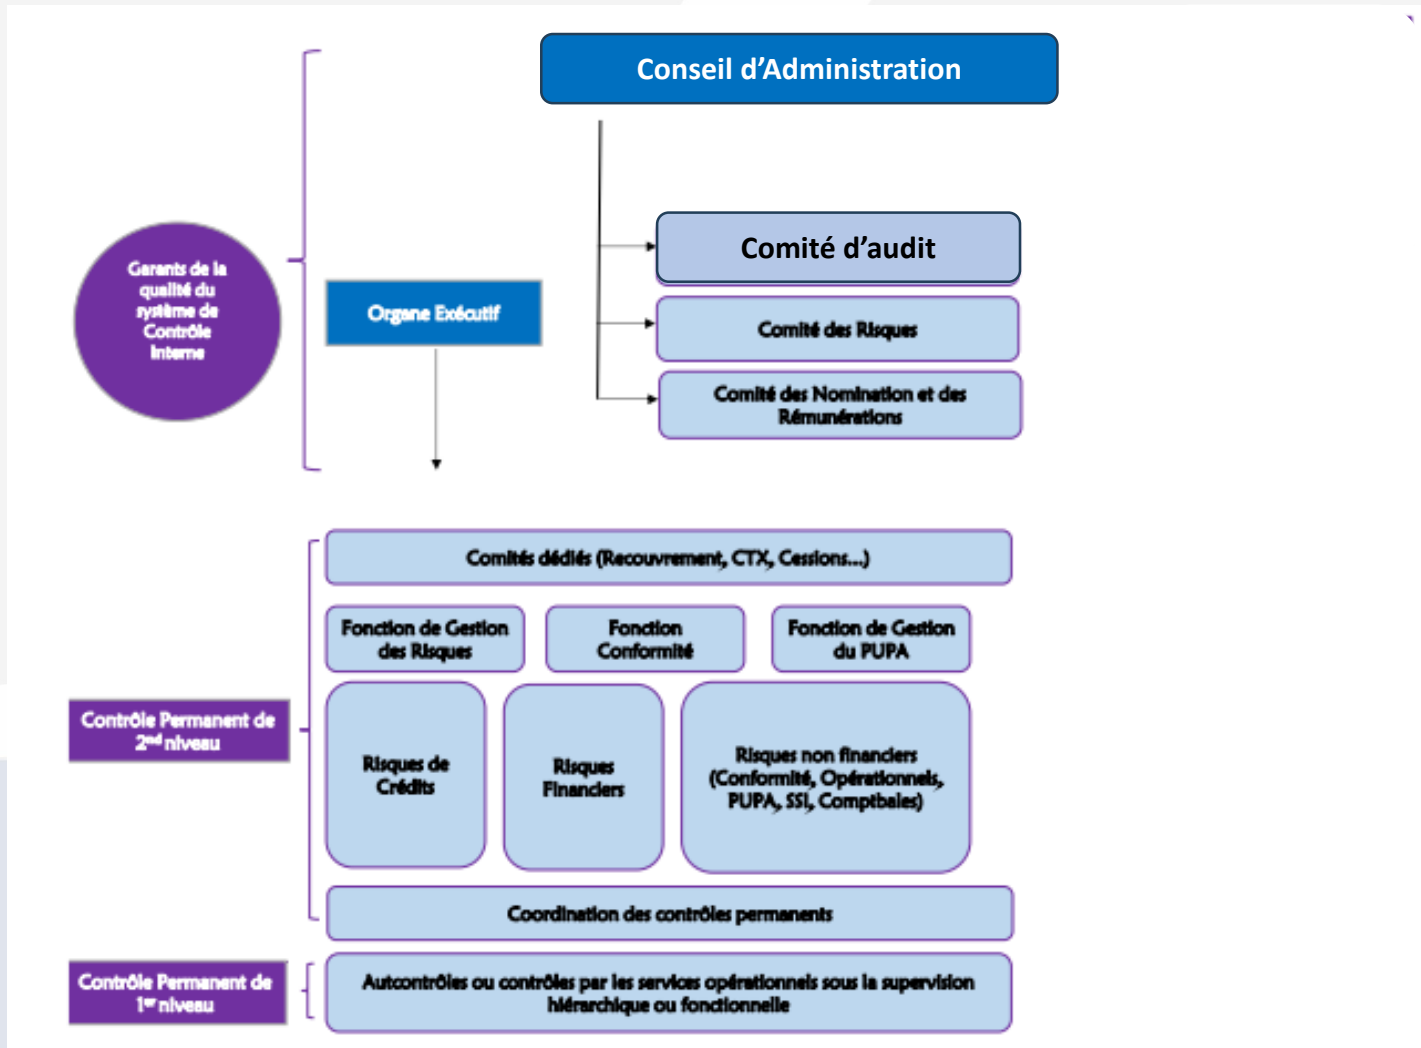 Conseil d’Administration
Garants de la
qualité du
système de
Contrôle
Interne
Organe Exécutif
Comité d’audit
Comité des Risques
Comité des Nomination et des
Rémunérations
Comités dédiés (Recouvrement, CTX, Cessions...)
Fonction de Gestion
des Risques
Fonction
Conformité
Fonction de Gestion
du PUPA
Contrôle Permanent de
2nd niveau
Risques de
Crédits
Risques
Financiers
Risques non financiers
(Conformité, Opérationnels,
PUPA, SSI, Comptbales)
Coordination des contrôles permanents
Contrôle Permanent de
1er niveau
Autcontrôles ou contrôles par les services opérationnels sous la supervision
hiérarchique ou fonctionnelle